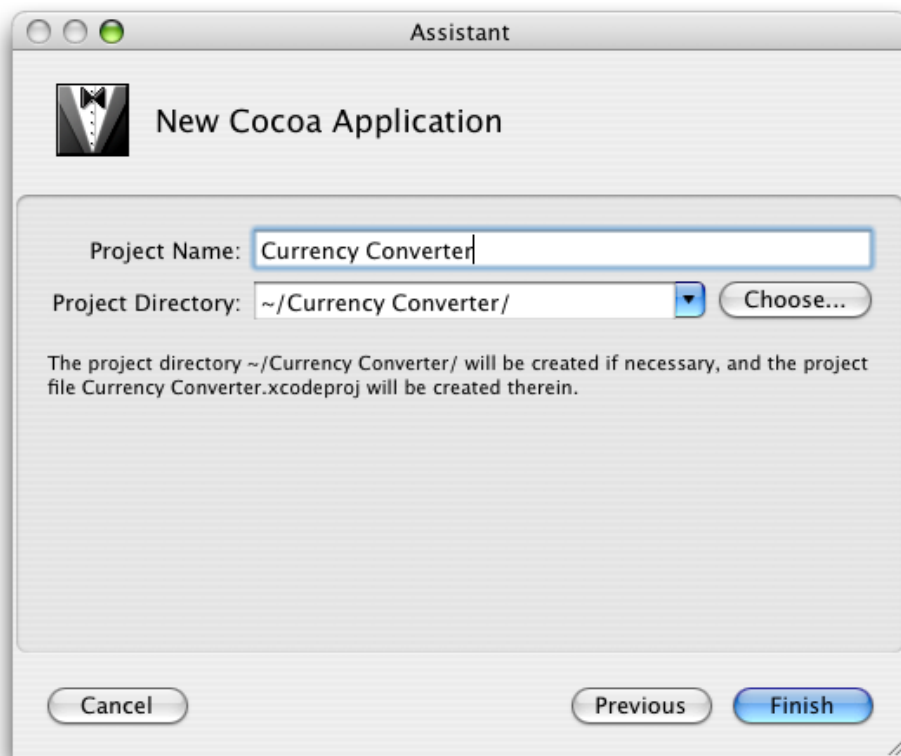 Assistant
New Cocoa Application
Project Name: Currency Converter
Project Directory: ~/Currency Converter/ Choose...
The project directory ~/Currency Converter/ will be created if necessary, and the project
file Currency Converter.xcodeproj will be created therein.
Cancel Previous Finish